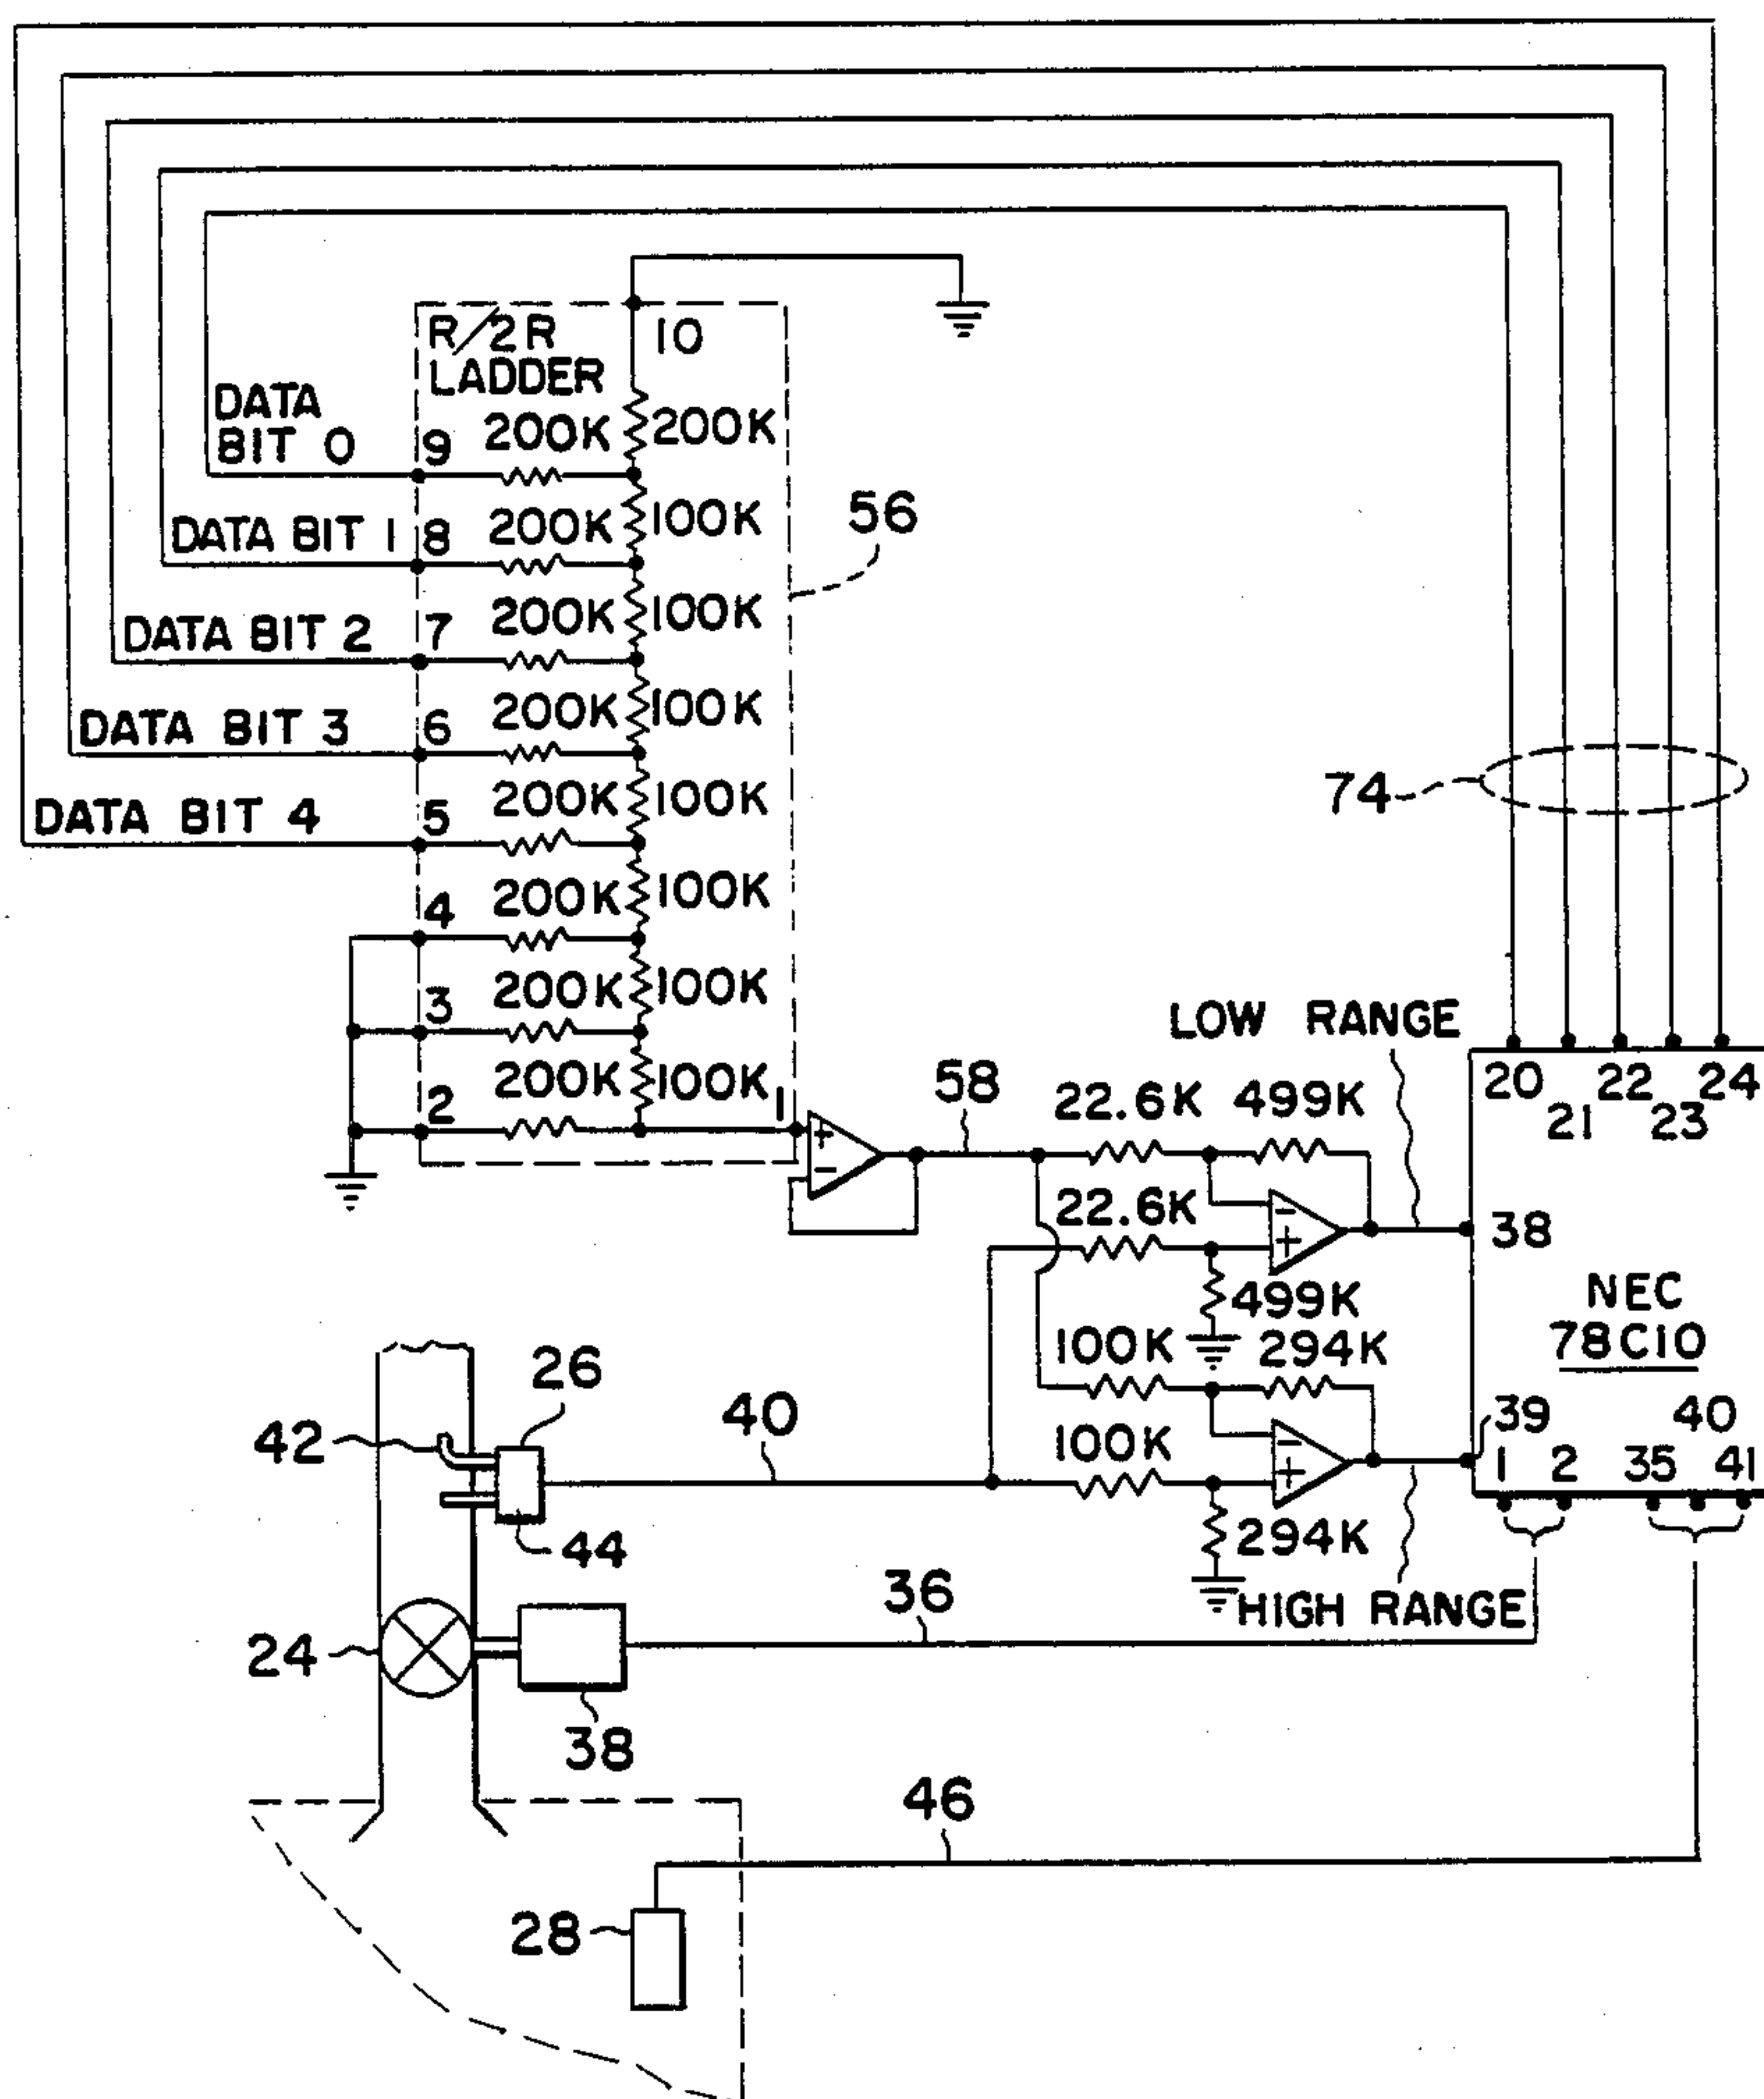 R/2R
LADDER
10
DATA
BIT 0
9
200K
200K
DATA BIT 1
8
200K
100K
56
DATA BIT 2
7
200K
100K
DATA BIT 3
6
200K
100K
74
DATA BIT 4
5
200K
100K
4
200K
100K
3
200K
100K
LOW RANGE
2
200K
100K
1
+
−
58
22.6K
499K
20
21
22
23
24
22.6K
−
+
38
499K
NEC
78C10
100K
294K
26
42
40
100K
−
+
39
1
2
35
40
41
44
294K
36
HIGH RANGE
24
38
46
28